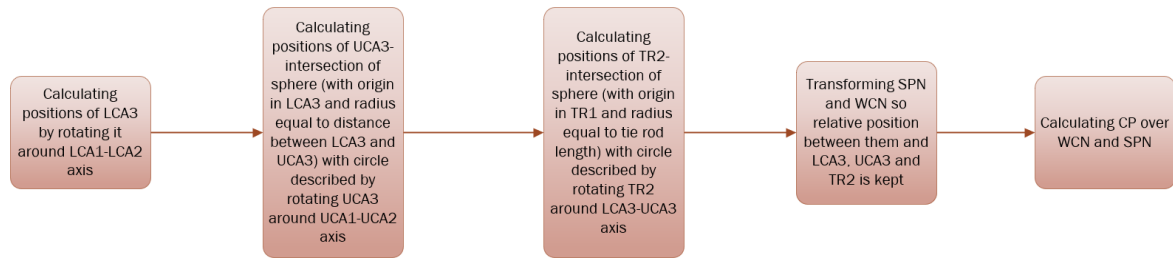 Calculating
positions of LCA3
by rotating it
around LCA1-LCA2
axis
Calculating
positions of UCA3-
intersection of
sphere (with origin
in LCA3 and radius
equal to distance
between LCA3 and
UCA3) with circle
described by
rotating UCA3
around UCA1-UCA2
axis
Calculating
positions of TR2-
intersection of
sphere (with origin
in TR1 and radius
equal to tie rod
length) with circle
described by
rotating TR2
around LCA3-UCA3
axis
Transforming SPN
and WCN so
relative position
between them and
LCA3, UCA3 and
TR2 is kept
Calculating CP over
WCN and SPN